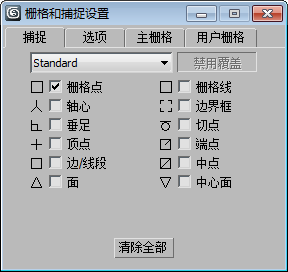 栅格和捕捉设置
捕捉 选项 主栅格 用户栅格
Standard 禁用覆盖
栅格点 栅格线
轴心 边界框
垂足 切点
顶点 端点
边/线段 中点
面 中心面
清除全部